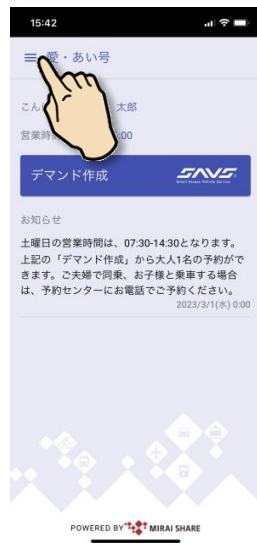 15:42
愛・あい号
太郎
営業時
:00
デマンド作成
SAVS
Smart Access Vehicle Service
お知らせ
土曜日の営業時間は、07:30-14:30となります。
上記の「デマンド作成」から大人1名の予約がで
きます。ご夫婦で同乗、お子様と乗車する場合
は、予約センターにお電話でご予約ください。
2023/3/1(水) 0:00
POWERED BY MIRAI SHARE